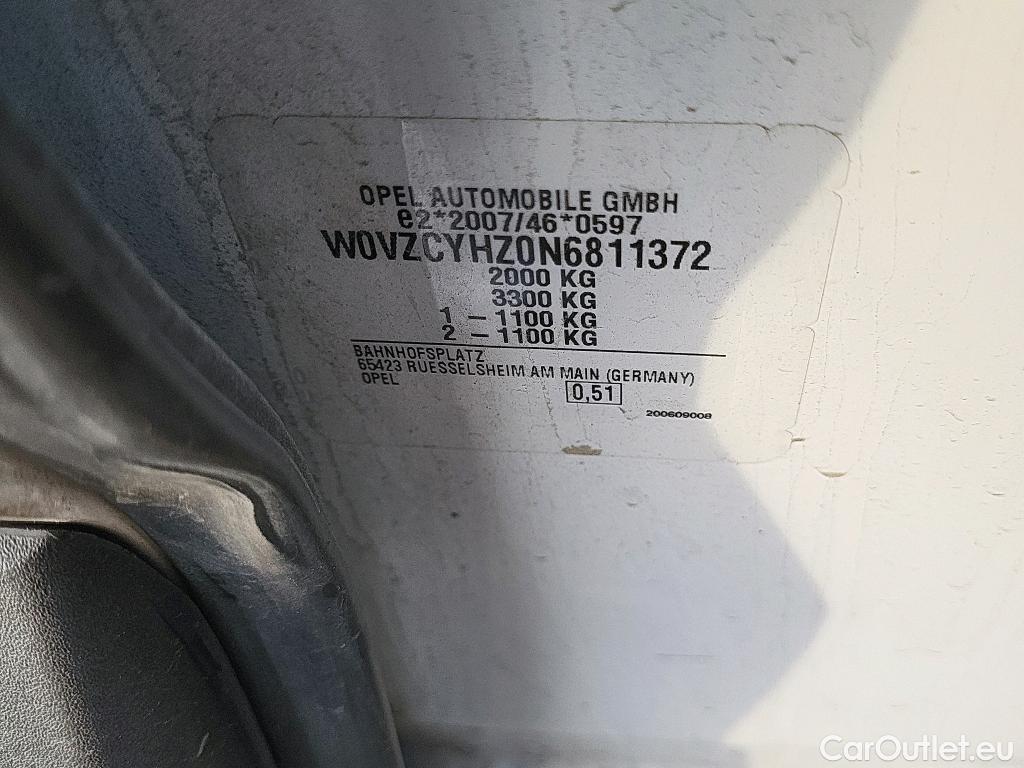 OPEL AUTOMOBILE GMBH
e2*2007/46*0597
W0VZCYHZ0N6811372
2000 KG
3300 KG
1 - 1100 KG
2 - 1100 KG
BAHNHOFSPLATZ
65423 RUESSELSHEIM AM MAIN (GERMANY)
OPEL
0,51
200609008
CarOutlet.eu